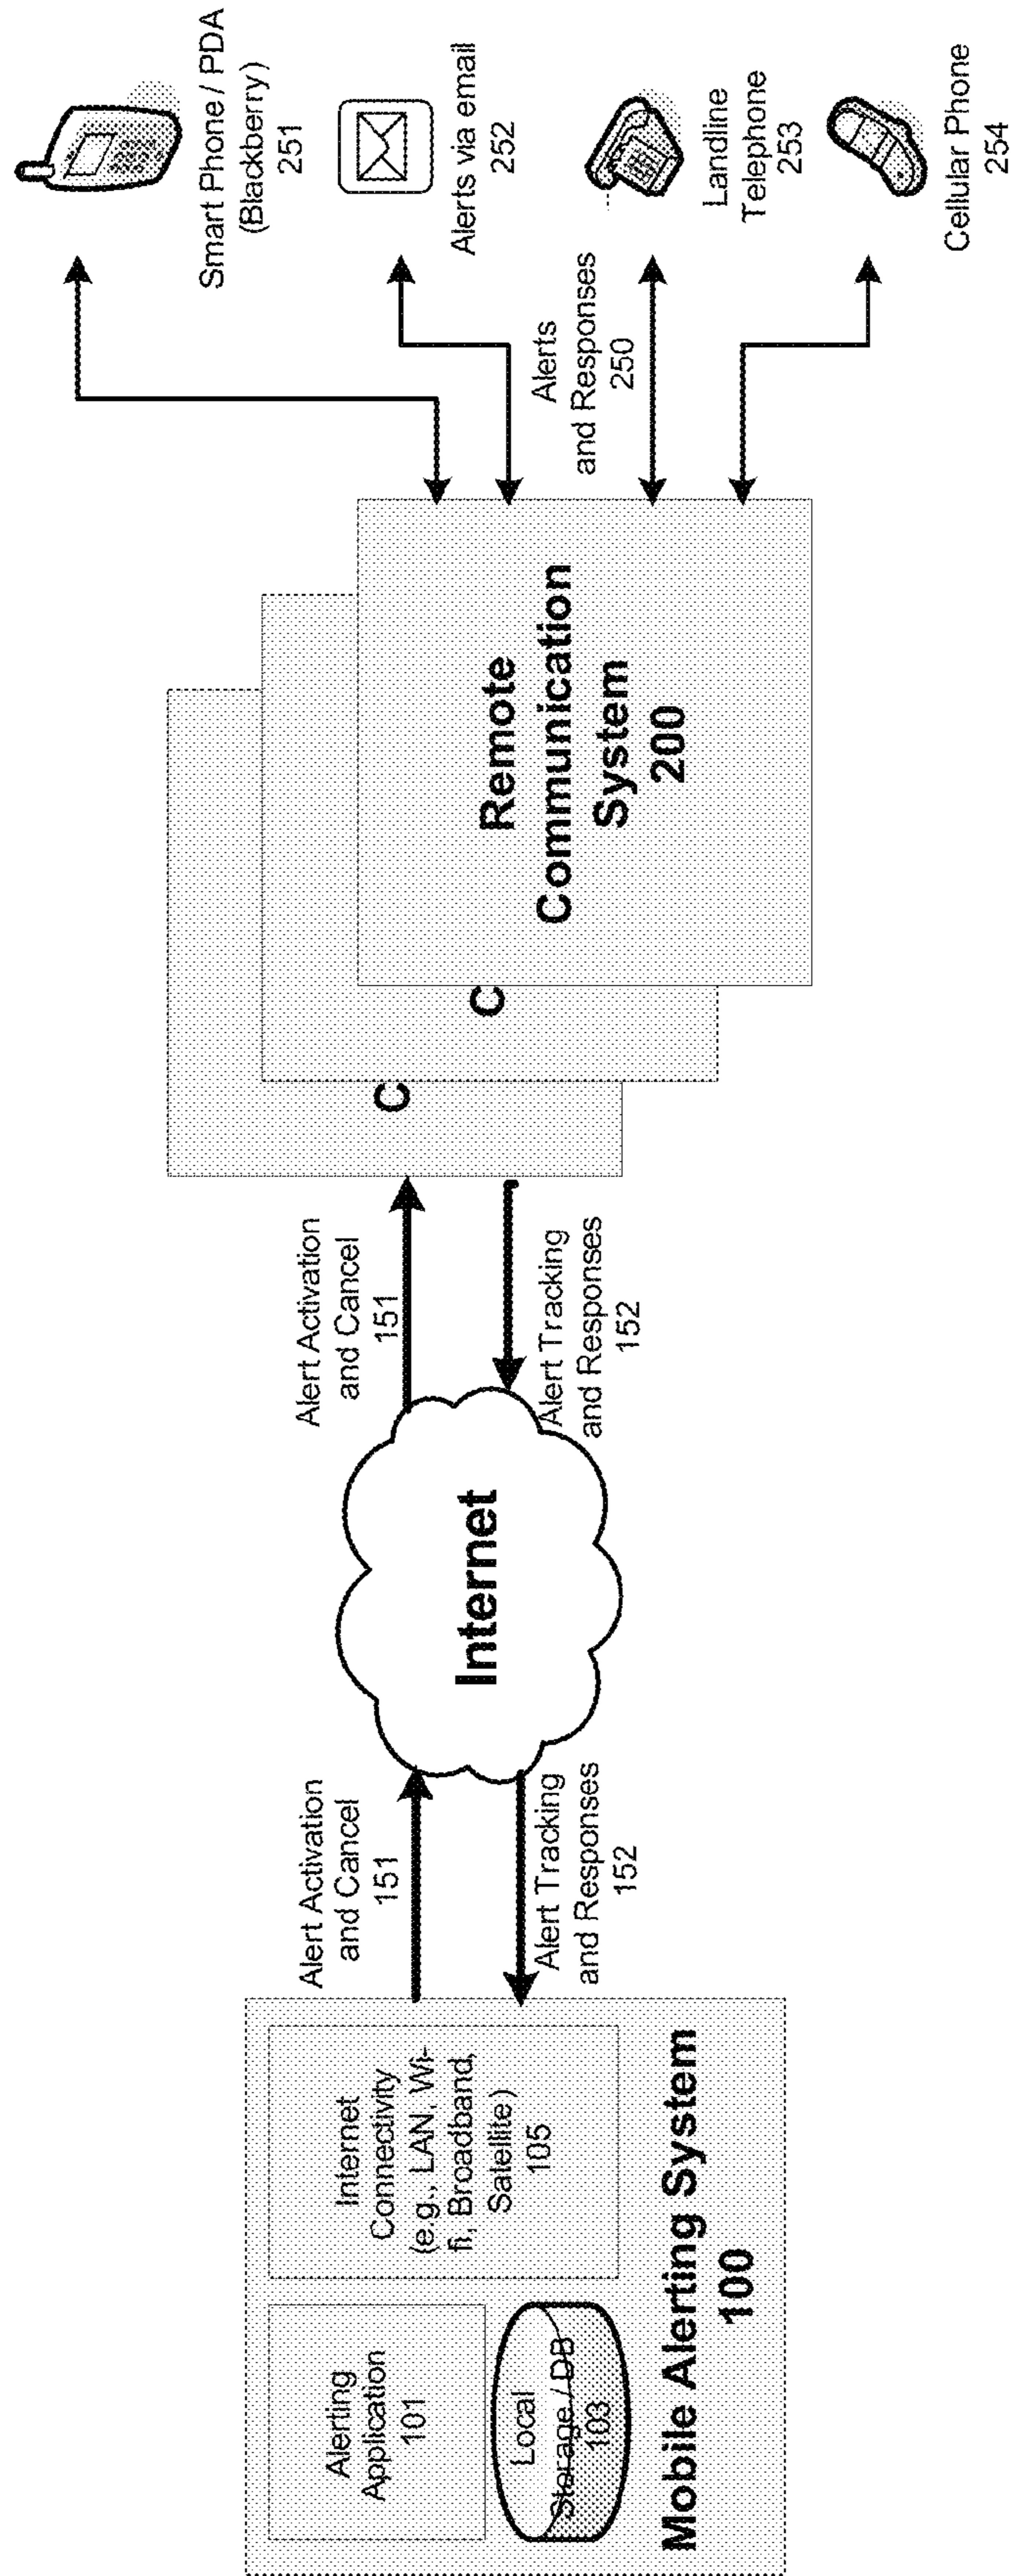 Alerting
Application
101
Local
Storage / DB
103
Internet
Connectivity
(e.g., LAN, Wi-
fi, Broadband,
Satellite)
105
Mobile Alerting System
100
Alert Activation
and Cancel
151
Alert Tracking
and Responses
152
Internet
Alert Activation
and Cancel
151
Alert Tracking
and Responses
152
C
C
Remote
Communication
System
200
Alerts
and Responses
250
Smart Phone / PDA
(Blackberry)
251
Alerts via email
252
Landline
Telephone
253
Cellular Phone
254